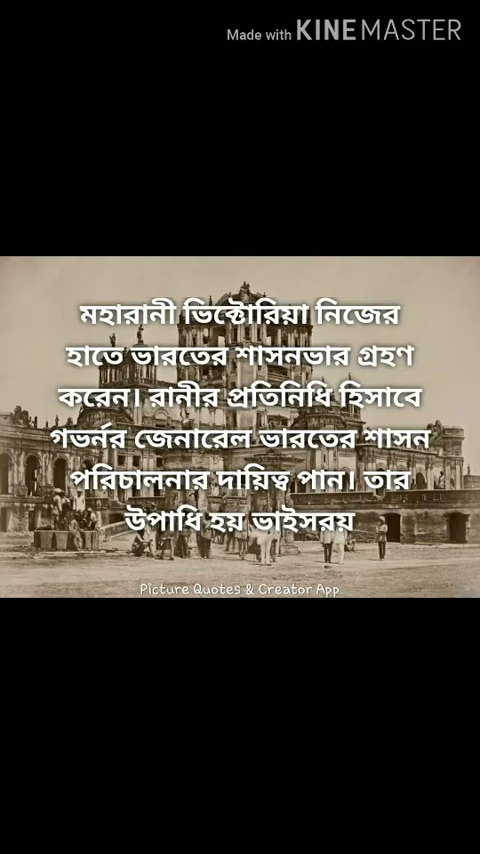 Made with KINEMASTER
মহারানী ভিক্টোরিয়া নিজের
হাতে ভারতের শাসনভার গ্রহণ
করেন। রানীর প্রতিনিধি হিসাবে
গভর্নর জেনারেল ভারতের শাসন
পরিচালনার দায়িত্ব পান। তার
উপাধি হয় ভাইসরয়
Picture Quotes & Creator App